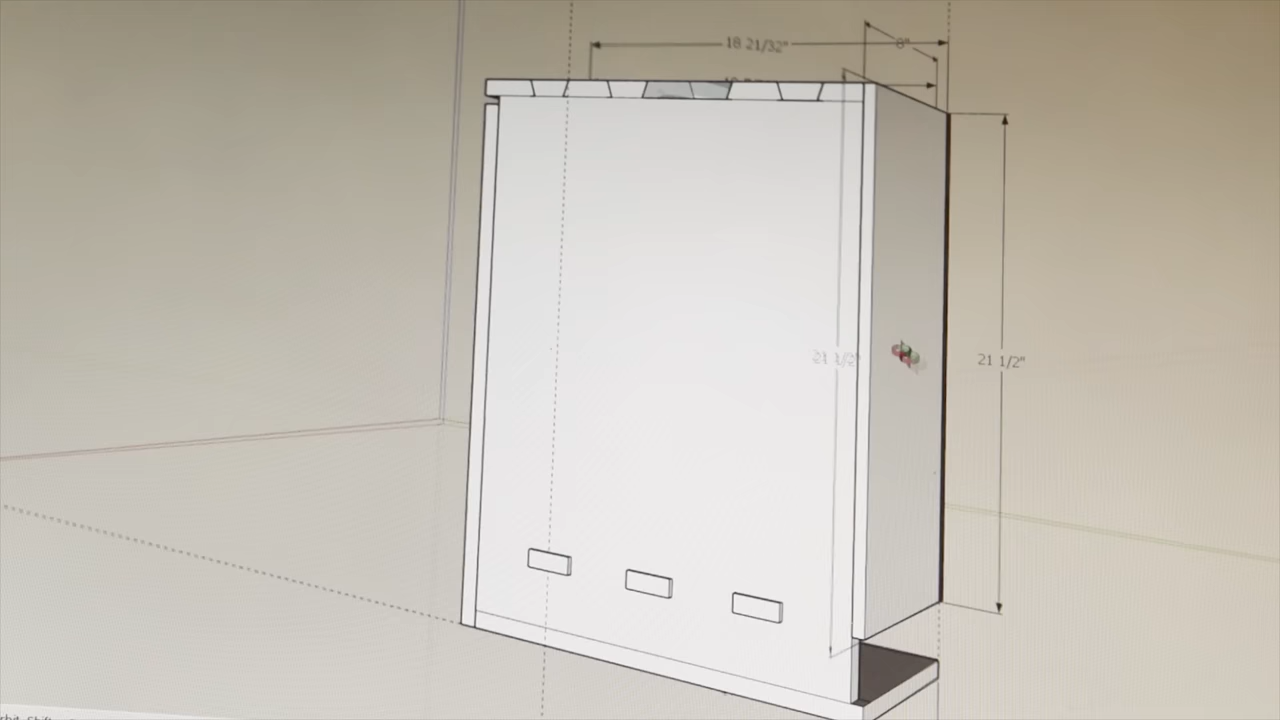 18 21/32"
8"
21 1/2"
21 1/2"